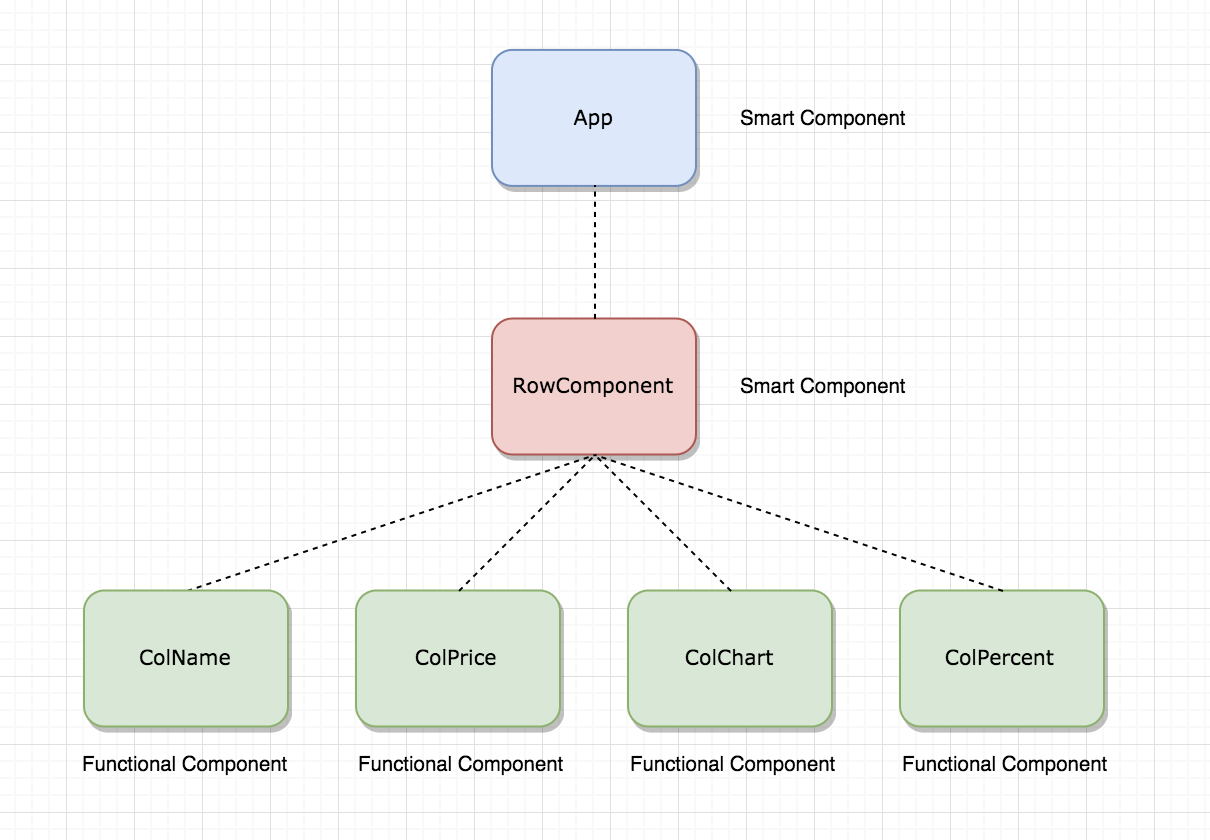 App
Smart Component
RowComponent
Smart Component
ColName
ColPrice
ColChart
ColPercent
Functional Component
Functional Component
Functional Component
Functional Component